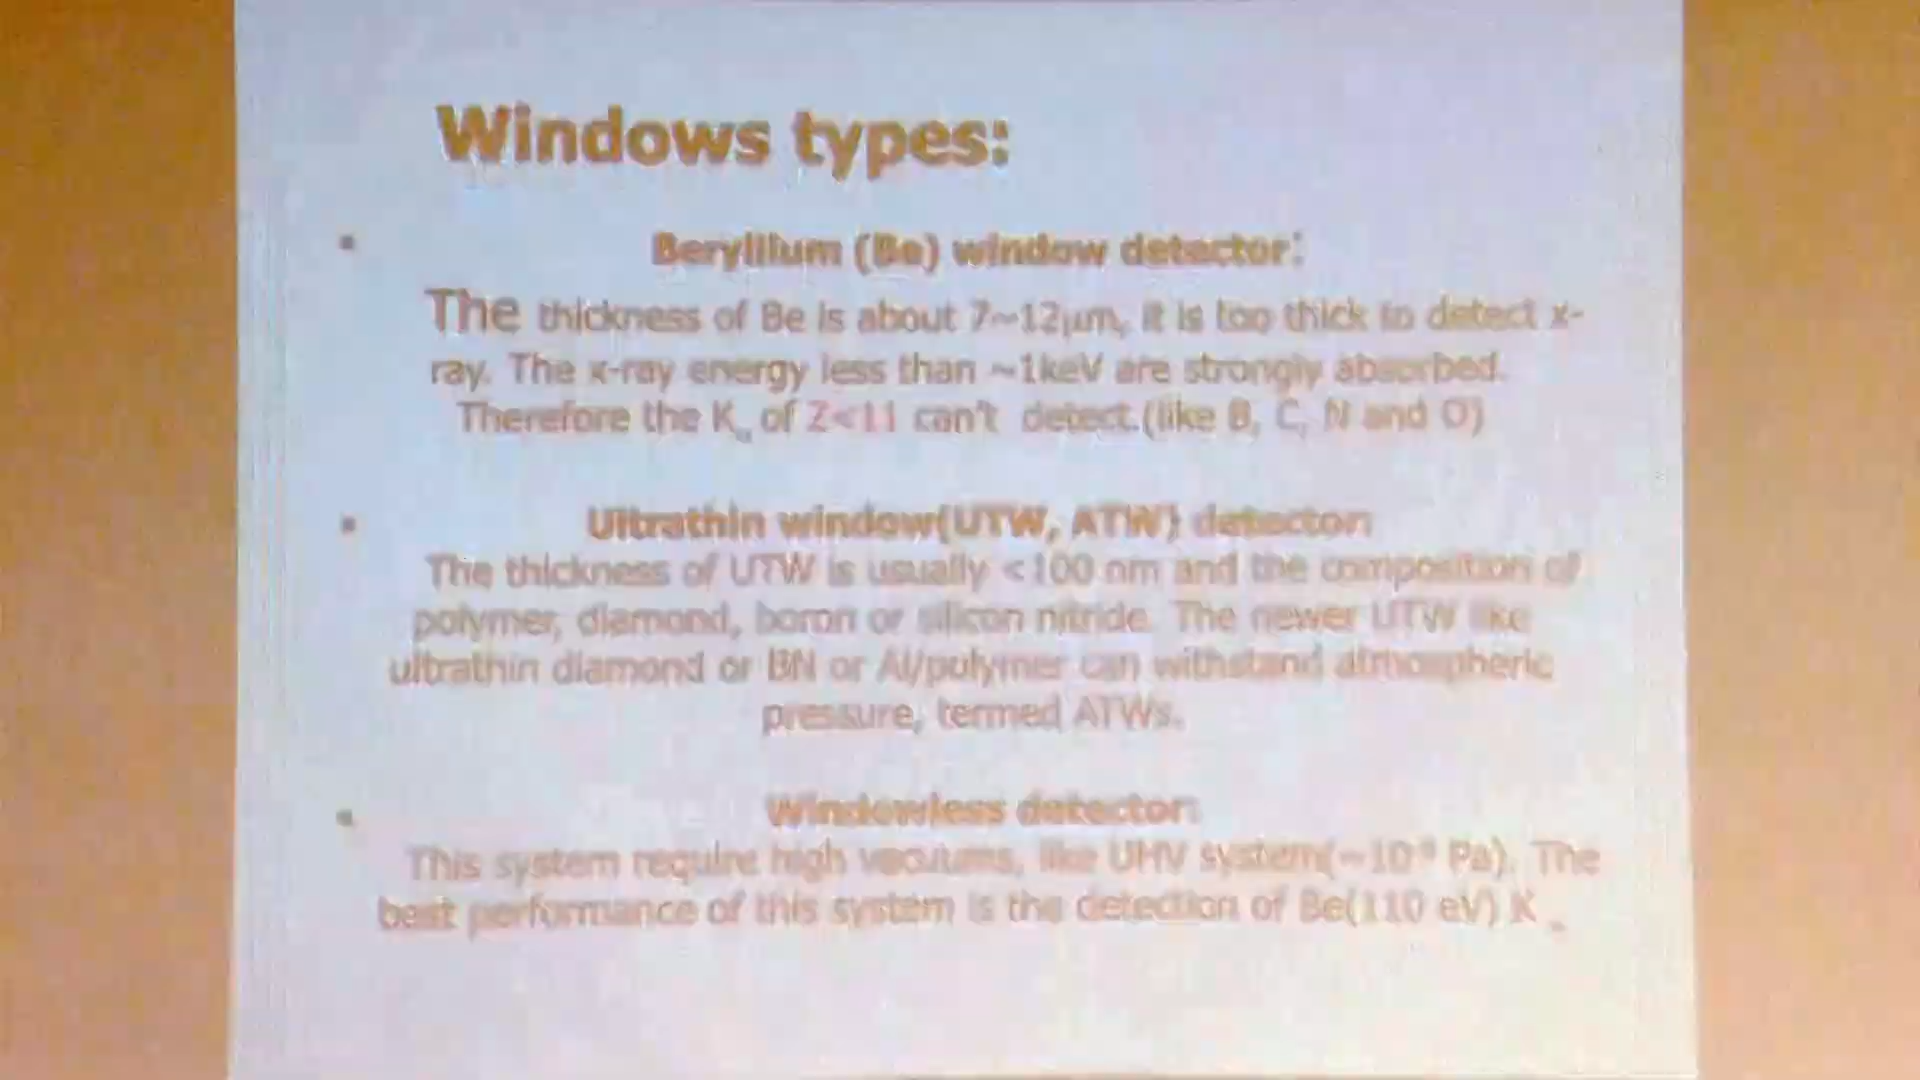 Windows types:
• Beryllium (Be) window detector:
The thickness of Be is about 7~12μm, it is too thick to detect x-
ray. The x-ray energy less than ~1keV are strongly absorbed.
Therefore the Kα of Z<11 can't detect.(like B, C, N and O)
• Ultrathin window(UTW, ATW) detector:
The thickness of UTW is usually <100 nm and the composition of
polymer, diamond, boron or silicon nitride. The newer UTW like
ultrathin diamond or BN or Al/polymer can withstand atmospheric
pressure, termed ATWs.
• Windowless detector:
This system require high vacuums, like UHV system(~10 Pa). The
best performance of this system is the detection of Be(110 eV) Kα